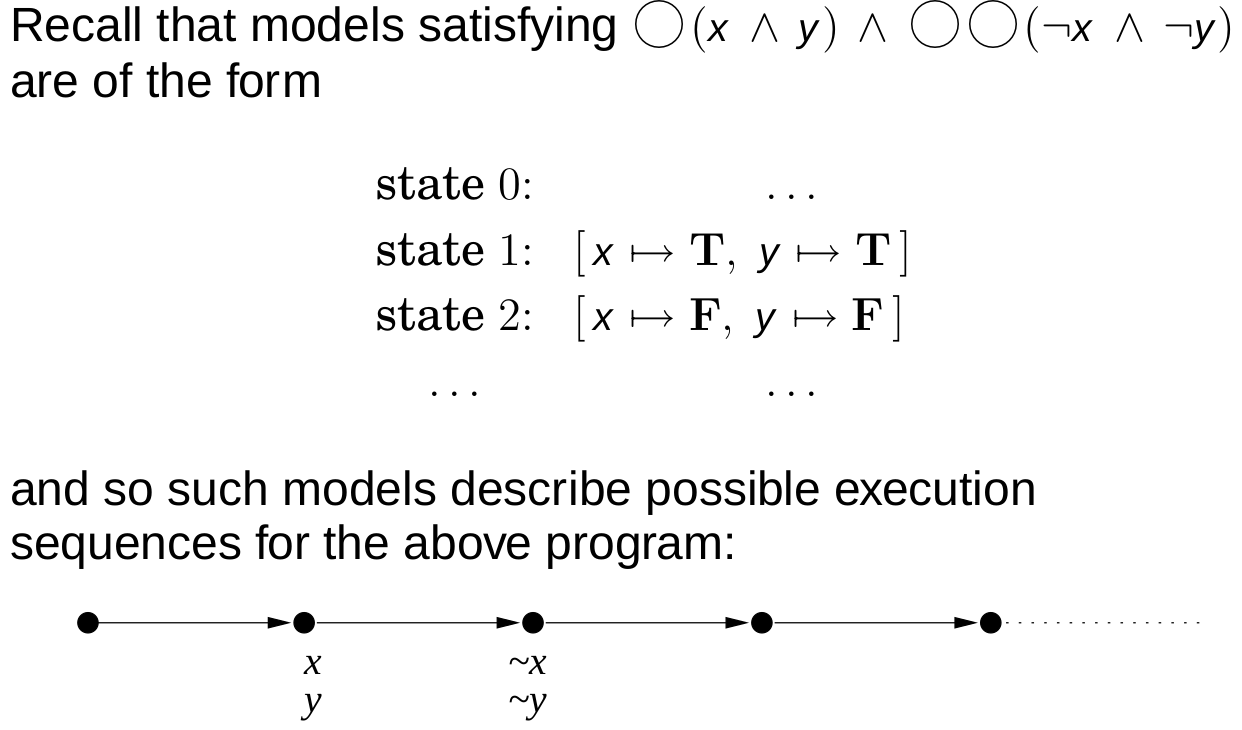 Recall that models satisfying ◯(x ∧ y) ∧ ◯◯(¬x ∧ ¬y)
are of the form
state 0: ...
state 1: [x ↦ T, y ↦ T]
state 2: [x ↦ F, y ↦ F]
... ...
and so such models describe possible execution
sequences for the above program:
x ~x
y ~y